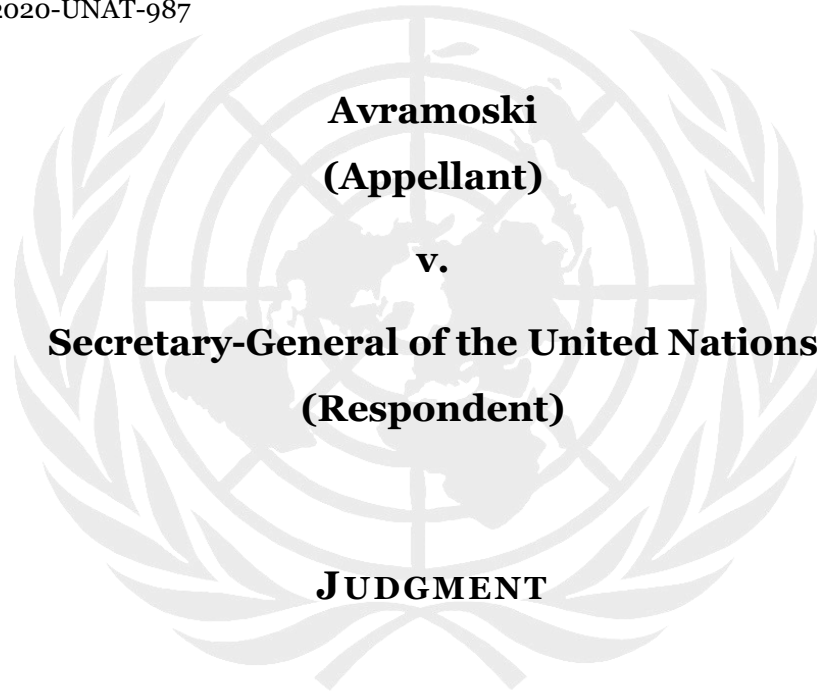 2020-UNAT-987
Avramoski
(Appellant)
v.
Secretary-General of the United Nations
(Respondent)
JUDGMENT